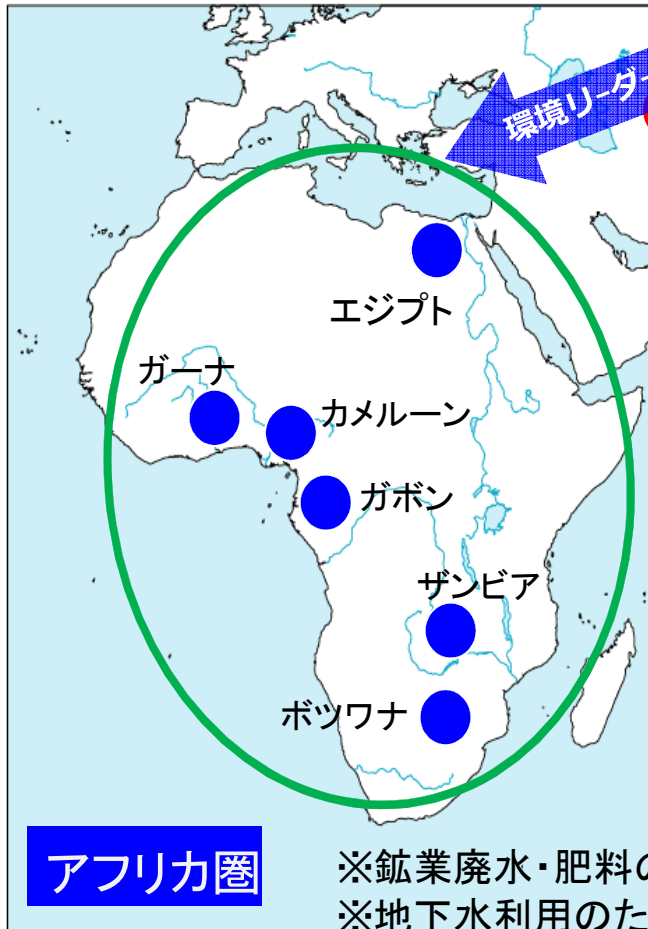 環境リーダー
エジプト
ガーナ
カメルーン
ガボン
ザンビア
ボツワナ
アフリカ圏
※鉱業廃水・肥料の
※地下水利用のた